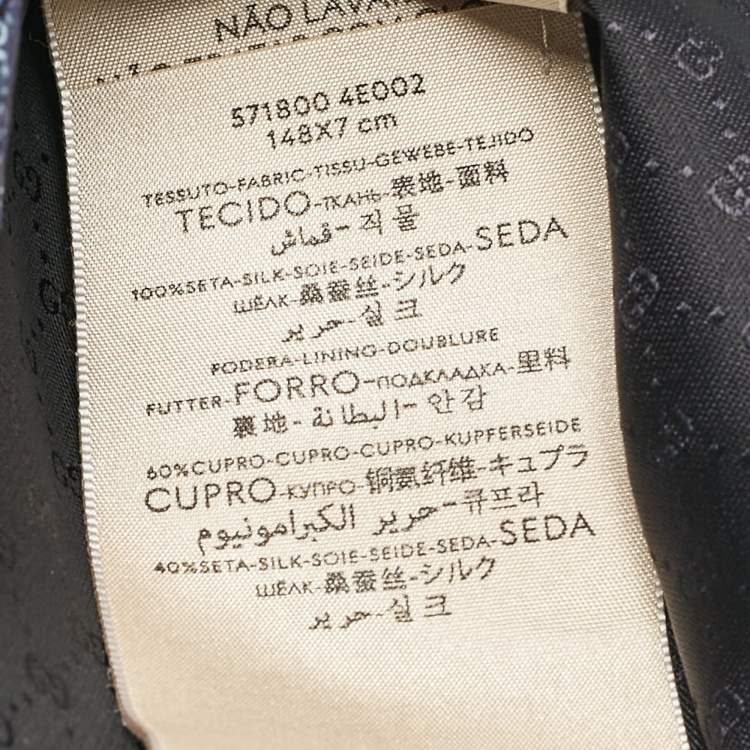 NÃO LAVAR
571800 4E002
148X7 cm
TESSUTO-FABRIC-TISSU-GEWEBE-TEJIDO
TECIDO-ТКАНЬ-表地-面料
قماش-직물
100%SETA-SILK-SOIE-SEIDE-SEDA-SEDA
ШЁЛК-桑蚕丝-シルク
حرير-실크
FODERA-LINING-DOUBLURE
FUTTER-FORRO-ПОДКЛАДКА-里料
裏地-البطانة-안감
60%CUPRO-CUPRO-CUPRO-KUPFERSEIDE
CUPRO-КУПРО-铜氨纤维-キュプラ
حرير الكبرامونيوم-큐프라
40%SETA-SILK-SOIE-SEIDE-SEDA-SEDA
ШЁЛК-桑蚕丝-シルク
حرير-실크